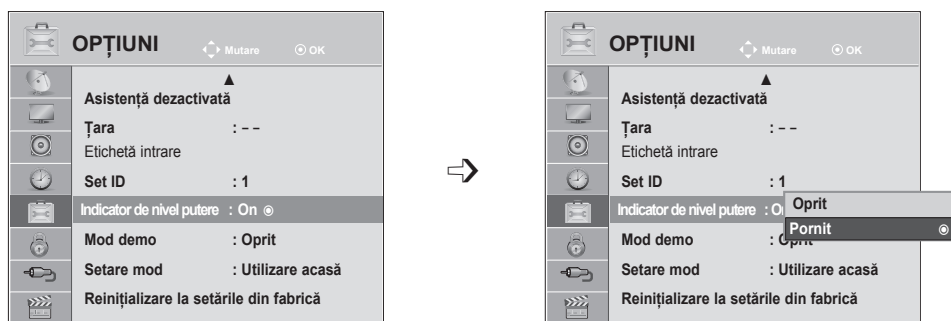 OPȚIUNI Mutare OK
Asistență dezactivată
Țara : – –
Etichetă intrare
Set ID : 1
Indicator de nivel putere : On
Mod demo : Oprit
Setare mod : Utilizare acasă
Reinițializare la setările din fabrică
OPȚIUNI Mutare OK
Asistență dezactivată
Țara : – –
Etichetă intrare
Set ID : 1
Indicator de nivel putere : On
Oprit
Pornit
Mod demo : Oprit
Setare mod : Utilizare acasă
Reinițializare la setările din fabrică